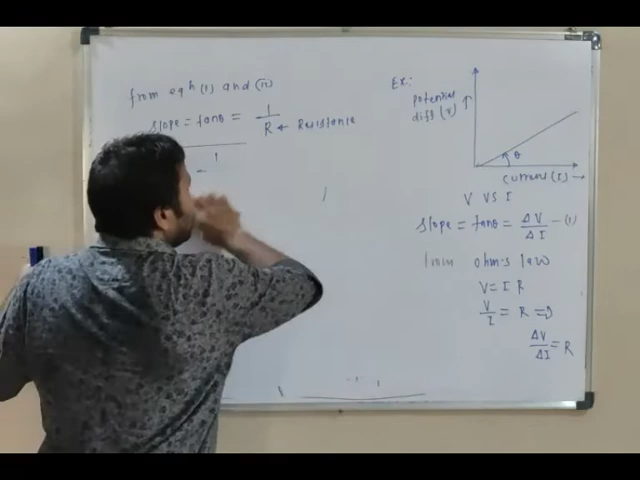 from eqn (i) and (ii)
slope = tanθ = 1/R ← Resistance
Ex:
potential
diff (V) ↑
θ
current (I) →
V VS I
slope = tanθ = ΔV/ΔI - (i)
from ohm's law
V = I R
V/I = R ⇒
ΔV/ΔI = R